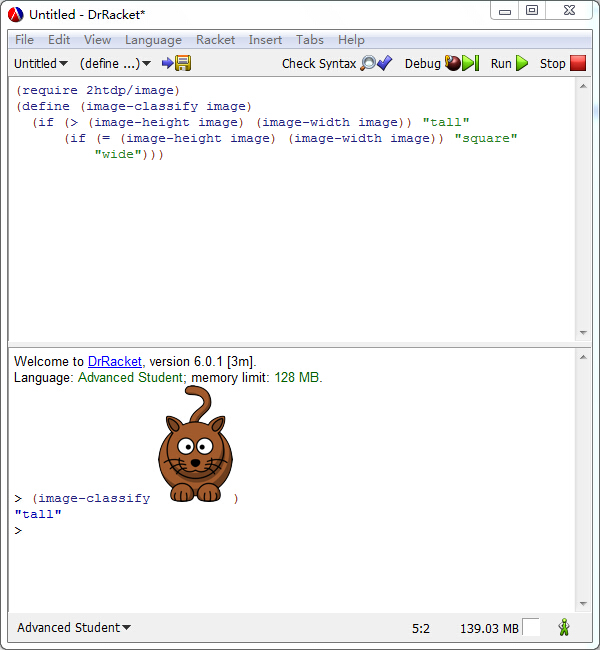 Untitled - DrRacket*
File Edit View Language Racket Insert Tabs Help
Untitled (define ...) Check Syntax Debug Run Stop
(require 2htdp/image)
(define (image-classify image)
  (if (> (image-height image) (image-width image)) "tall"
      (if (= (image-height image) (image-width image)) "square"
          "wide")))
Welcome to DrRacket, version 6.0.1 [3m].
Language: Advanced Student; memory limit: 128 MB.
> (image-classify )
"tall"
>
Advanced Student 5:2 139.03 MB